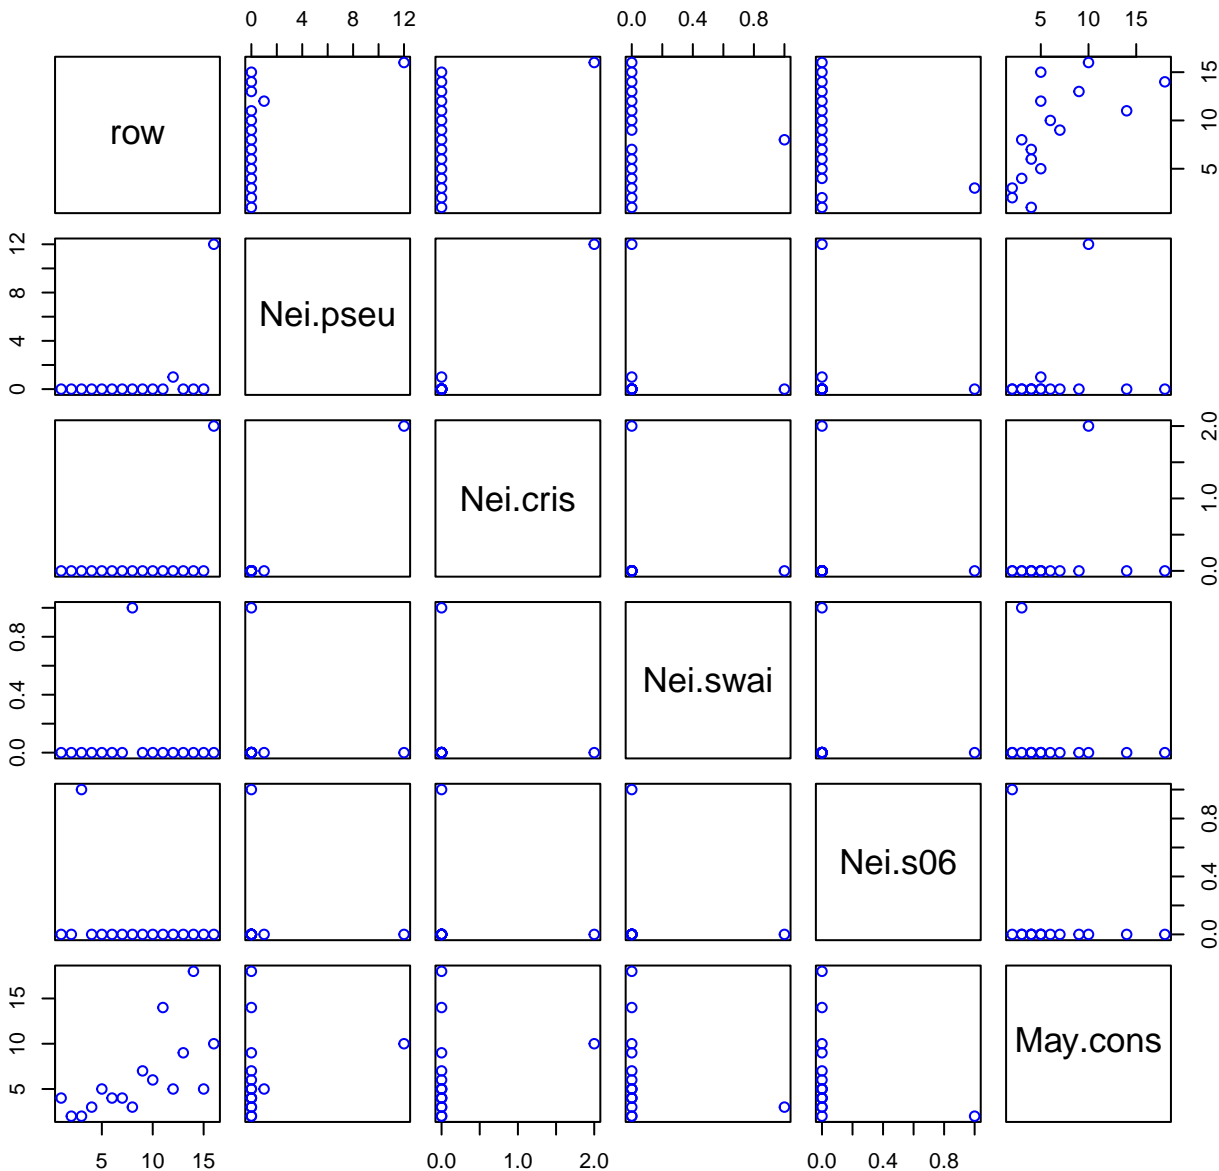 0 4 8 12 0.0 0.4 0.8 5 10 15
row 5 10 15
0 4 8 12 Nei.pseu
Nei.cris 0.0 1.0 2.0
0.0 0.4 0.8 Nei.swai
Nei.s06 0.0 0.4 0.8
5 10 15 May.cons
5 10 15 0.0 1.0 2.0 0.0 0.4 0.8